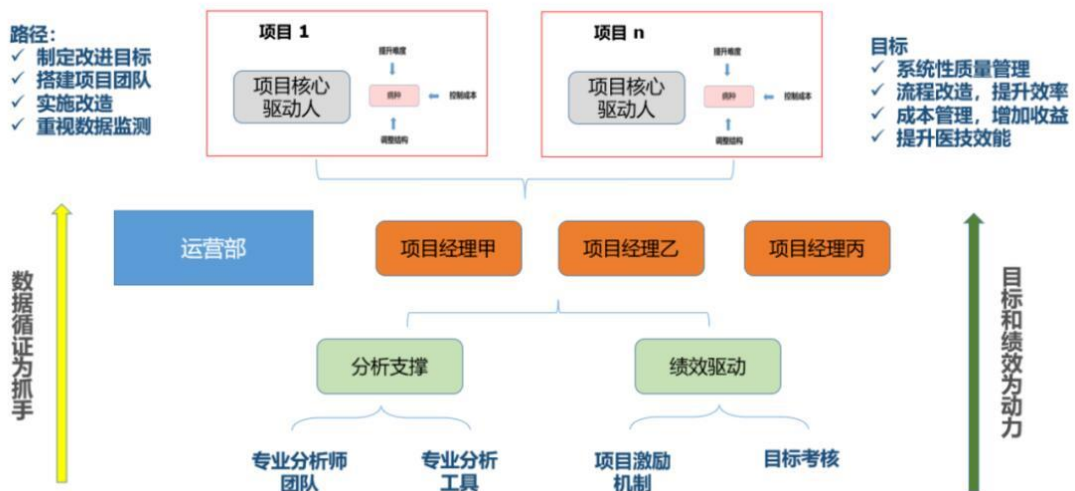 路径：
✓ 制定改进目标
✓ 搭建项目团队
✓ 实施改造
✓ 重视数据监测
项目 1
提升难度
项目核心
驱动人
病种
控制成本
调整结构
项目 n
提升难度
项目核心
驱动人
病种
控制成本
调整结构
目标
✓ 系统性质量管理
✓ 流程改造，提升效率
✓ 成本管理，增加收益
✓ 提升医技效能
数据循证为抓手
运营部
项目经理甲
项目经理乙
项目经理丙
目标和绩效为动力
分析支撑
绩效驱动
专业分析师
团队
专业分析
工具
项目激励
机制
目标考核